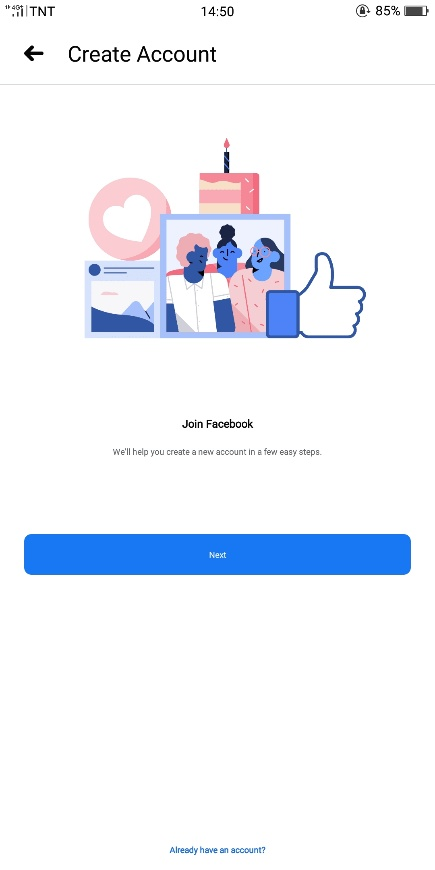 TNT
14:50
85%
Create Account
Join Facebook
We'll help you create a new account in a few easy steps.
Next
Already have an account?